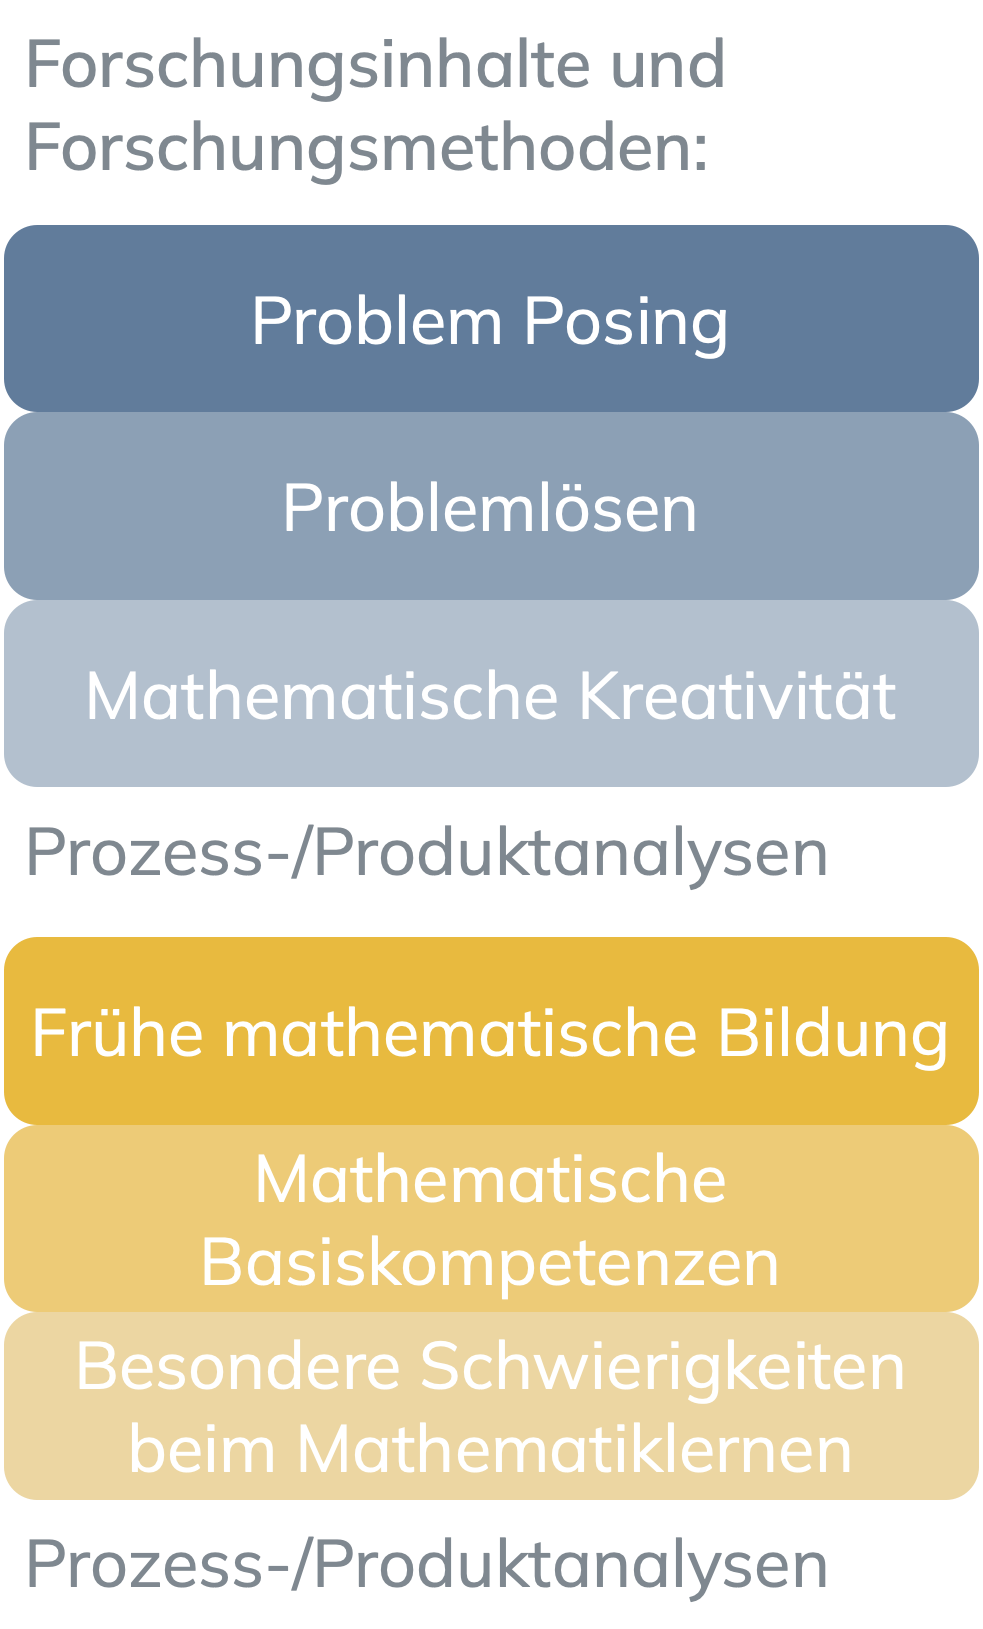 Forschungsinhalte und
Forschungsmethoden:
Problem Posing
Problemlösen
Mathematische Kreativität
Prozess-/Produktanalysen
Frühe mathematische Bildung
Mathematische
Basiskompetenzen
Besondere Schwierigkeiten
beim Mathematiklernen
Prozess-/Produktanalysen